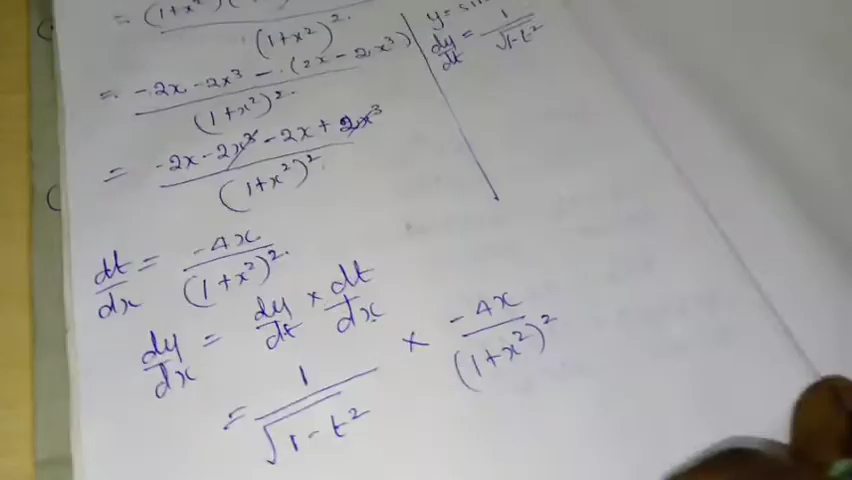 (1+x²)²
y = sin
= -2x - 2x³ - (2x - 2x³) / (1+x²)²
dy/dt = 1/√1-t²
= -2x - 2x³ - 2x + 2x³ / (1+x²)²
dt/dx = -4x / (1+x²)²
dy/dx = dy/dt × dt/dx
= 1/√1-t² × -4x / (1+x²)²